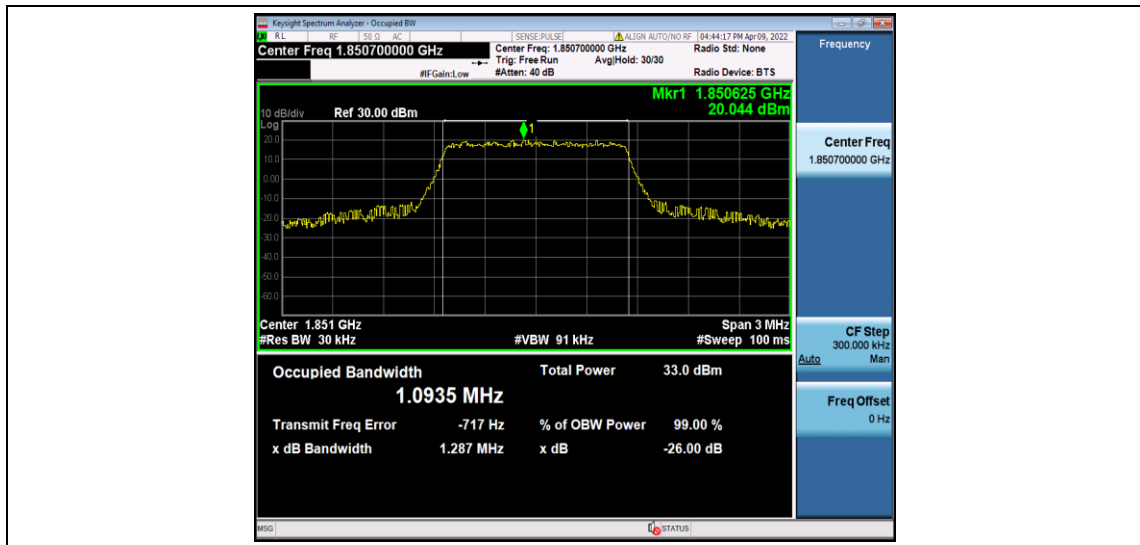 Keysight Spectrum Analyzer - Occupied BW
RL RF 50 Ω AC SENSE:PULSE ALIGN AUTO/NO RF 04:44:17 PM Apr 09, 2022
Center Freq 1.850700000 GHz
Center Freq: 1.850700000 GHz Radio Std: None
Trig: Free Run Avg|Hold: 30/30
#IFGain:Low #Atten: 40 dB Radio Device: BTS
Frequency
Mkr1 1.850625 GHz
20.044 dBm
10 dB/div Ref 30.00 dBm
Log
1
20.0
10.0
0.00
-10.0
-20.0
-30.0
-40.0
-50.0
-60.0
Center 1.851 GHz Span 3 MHz
#Res BW 30 kHz #VBW 91 kHz #Sweep 100 ms
Center Freq
1.850700000 GHz
CF Step
300.000 kHz
Auto Man
Freq Offset
0 Hz
Occupied Bandwidth Total Power 33.0 dBm
1.0935 MHz
Transmit Freq Error -717 Hz % of OBW Power 99.00 %
x dB Bandwidth 1.287 MHz x dB -26.00 dB
MSG STATUS